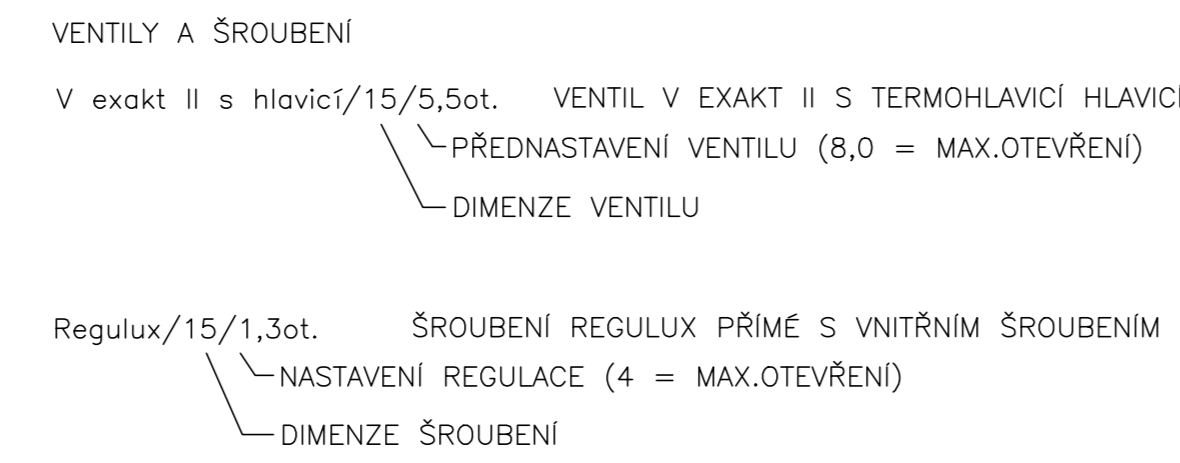 VENTILY A ŠROUBENÍ
V exakt II s hlavicí/15/5,5ot. VENTIL V EXAKT II S TERMOHLAVICÍ HLAVICÍ
PŘEDNASTAVENÍ VENTILU (8,0 = MAX.OTEVŘENÍ)
DIMENZE VENTILU
Regulux/15/1,3ot. ŠROUBENÍ REGULUX PŘÍMÉ S VNITŘNÍM ŠROUBENÍM
NASTAVENÍ REGULACE (4 = MAX.OTEVŘENÍ)
DIMENZE ŠROUBENÍ